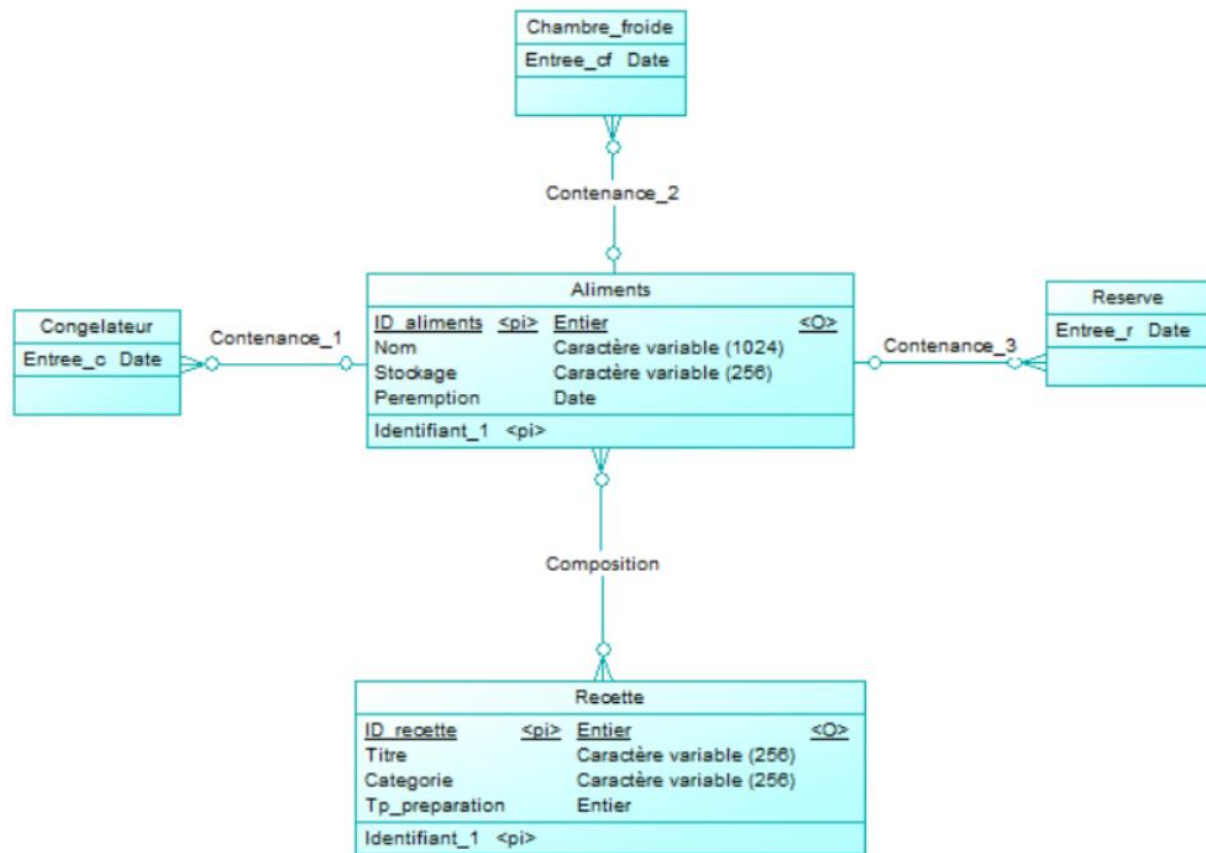 Chambre_froide
Entree_cf Date
Contenance_2
Aliments
ID_aliments <pi> Entier <O>
Nom Caractère variable (1024)
Stockage Caractère variable (256)
Peremption Date
Identifiant_1 <pi>
Congelateur
Entree_c Date
Contenance_1
Reserve
Entree_r Date
Contenance_3
Composition
Recette
ID_recette <pi> Entier <O>
Titre Caractère variable (256)
Categorie Caractère variable (256)
Tp_preparation Entier
Identifiant_1 <pi>